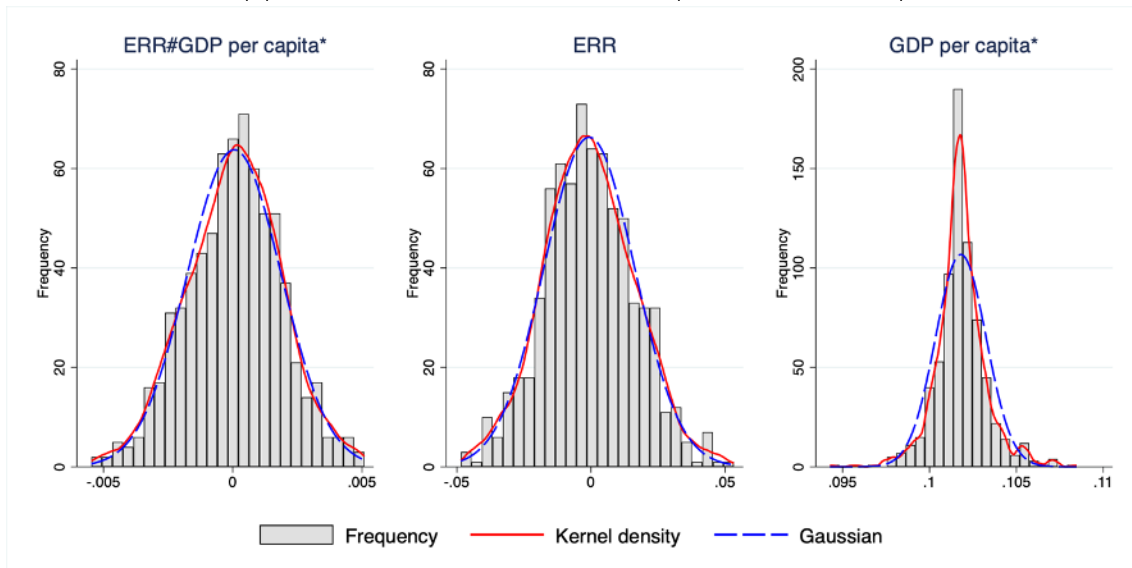 ERR#GDP per capita*
ERR
GDP per capita*
80
60
40
20
0
Frequency
-.005
0
.005
80
60
40
20
0
Frequency
-.05
0
.05
200
150
100
50
0
Frequency
.095
.1
.105
.11
Frequency
Kernel density
Gaussian